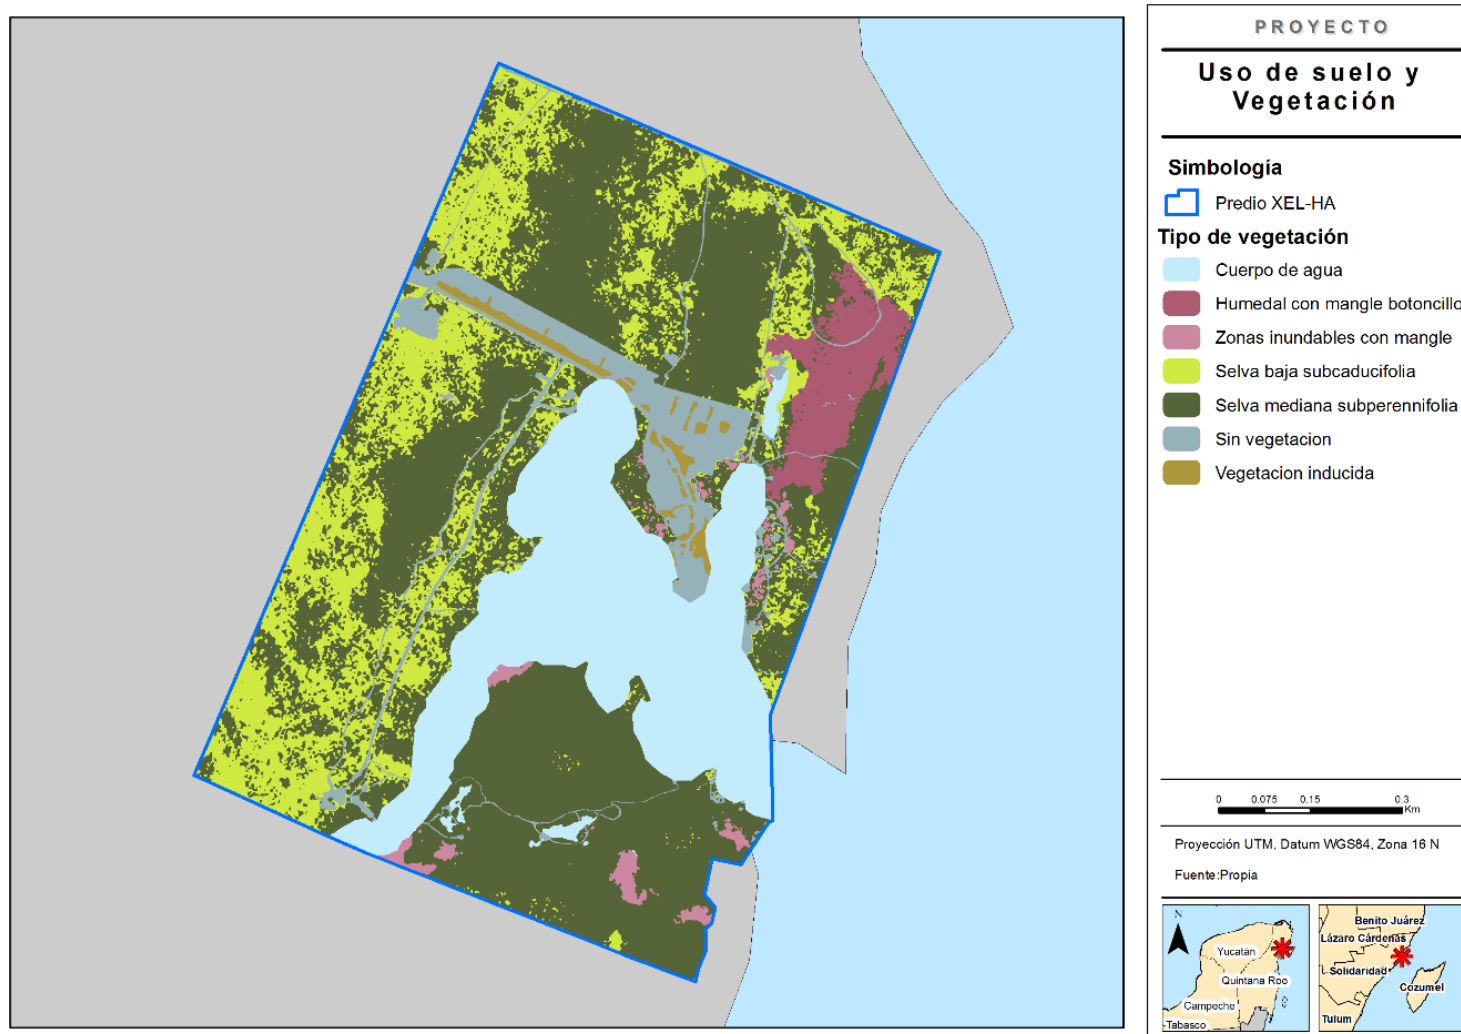 PROYECTO
Uso de suelo y
Vegetación
Simbología
Predio XEL-HA
Tipo de vegetación
Cuerpo de agua
Humedal con mangle botoncillo
Zonas inundables con mangle
Selva baja subcaducifolia
Selva mediana subperennifolia
Sin vegetacion
Vegetacion inducida
0 0.075 0.15 0.3
Km
Proyección UTM, Datum WGS84, Zona 16 N
Fuente:Propia
N
Yucatán
Quintana Roo
Campeche
Tabasco
Benito Juárez
Lázaro Cárdenas
Solidaridad
Cozumel
Tulum